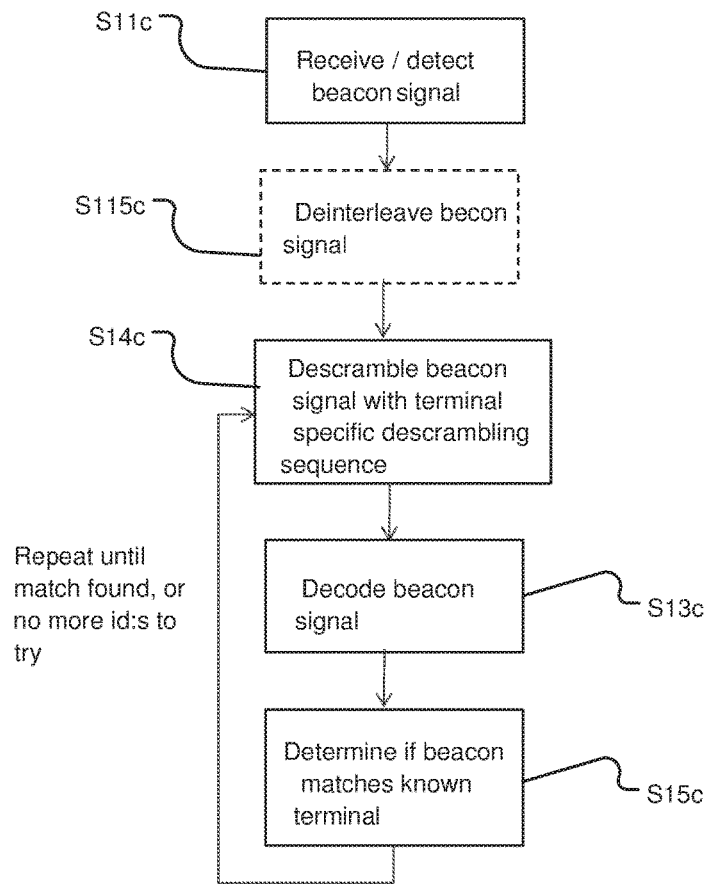 S11c
Receive / detect
beacon signal
S115c
Deinterleave becon
signal
S14c
Descramble beacon
signal with terminal
specific descrambling
sequence
Repeat until
match found, or
no more id:s to
try
Decode beacon
signal
S13c
Determine if beacon
matches known
terminal
S15c